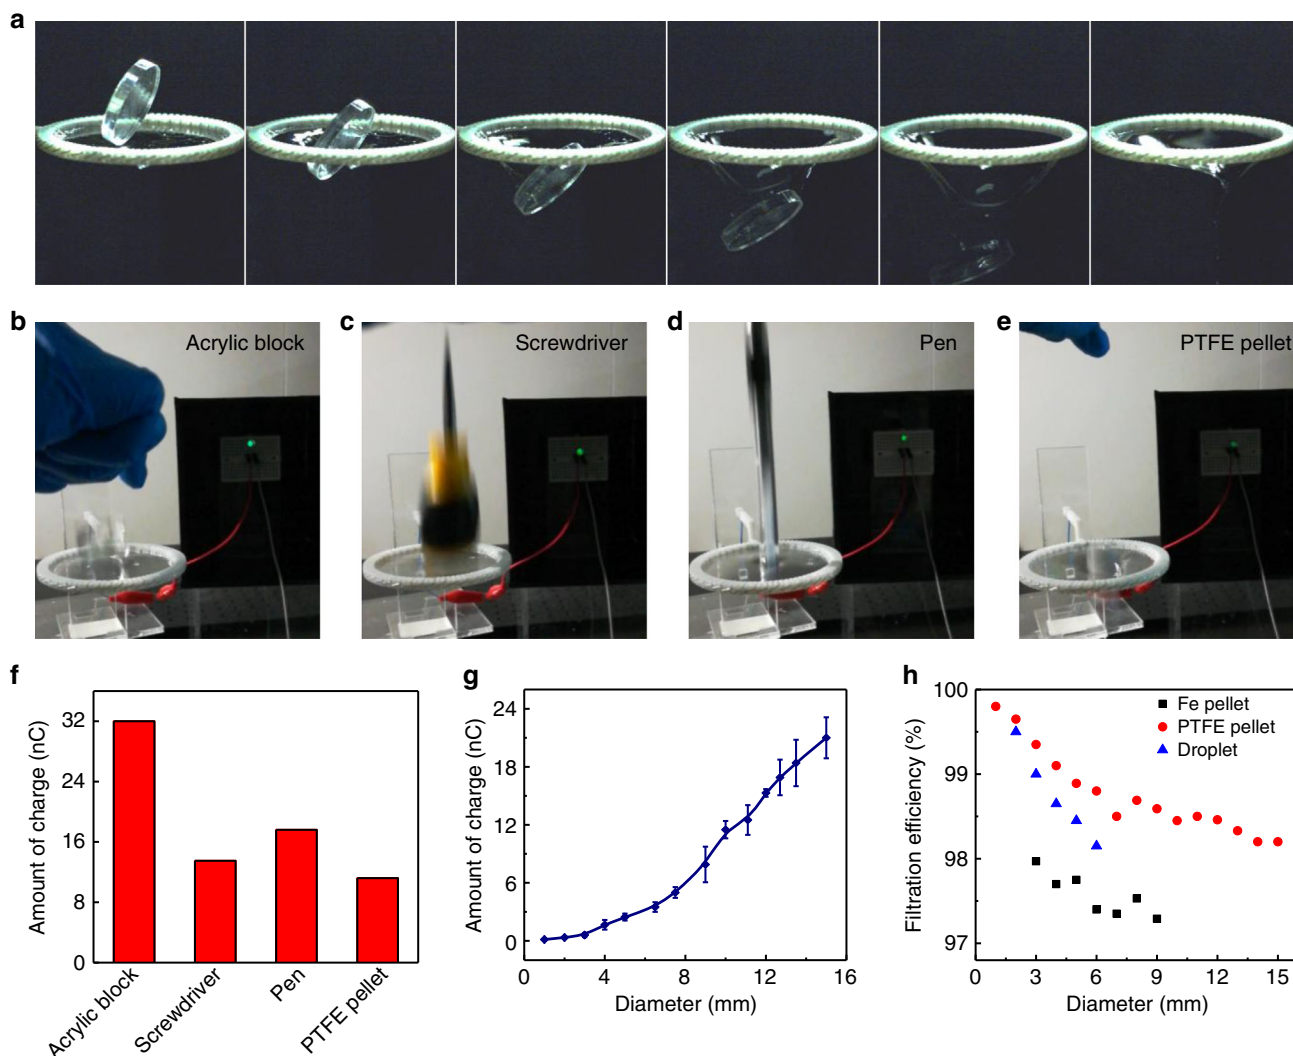 a
b
Acrylic block
c
Screwdriver
d
Pen
e
PTFE pellet
f
Amount of charge (nC)
32
24
16
8
0
Acrylic block
Screwdriver
Pen
PTFE pellet
g
Amount of charge (nC)
24
18
12
6
0
0
4
8
12
16
Diameter (mm)
h
Filtration efficiency (%)
100
99
98
97
Fe pellet
PTFE pellet
Droplet
0
3
6
9
12
15
Diameter (mm)